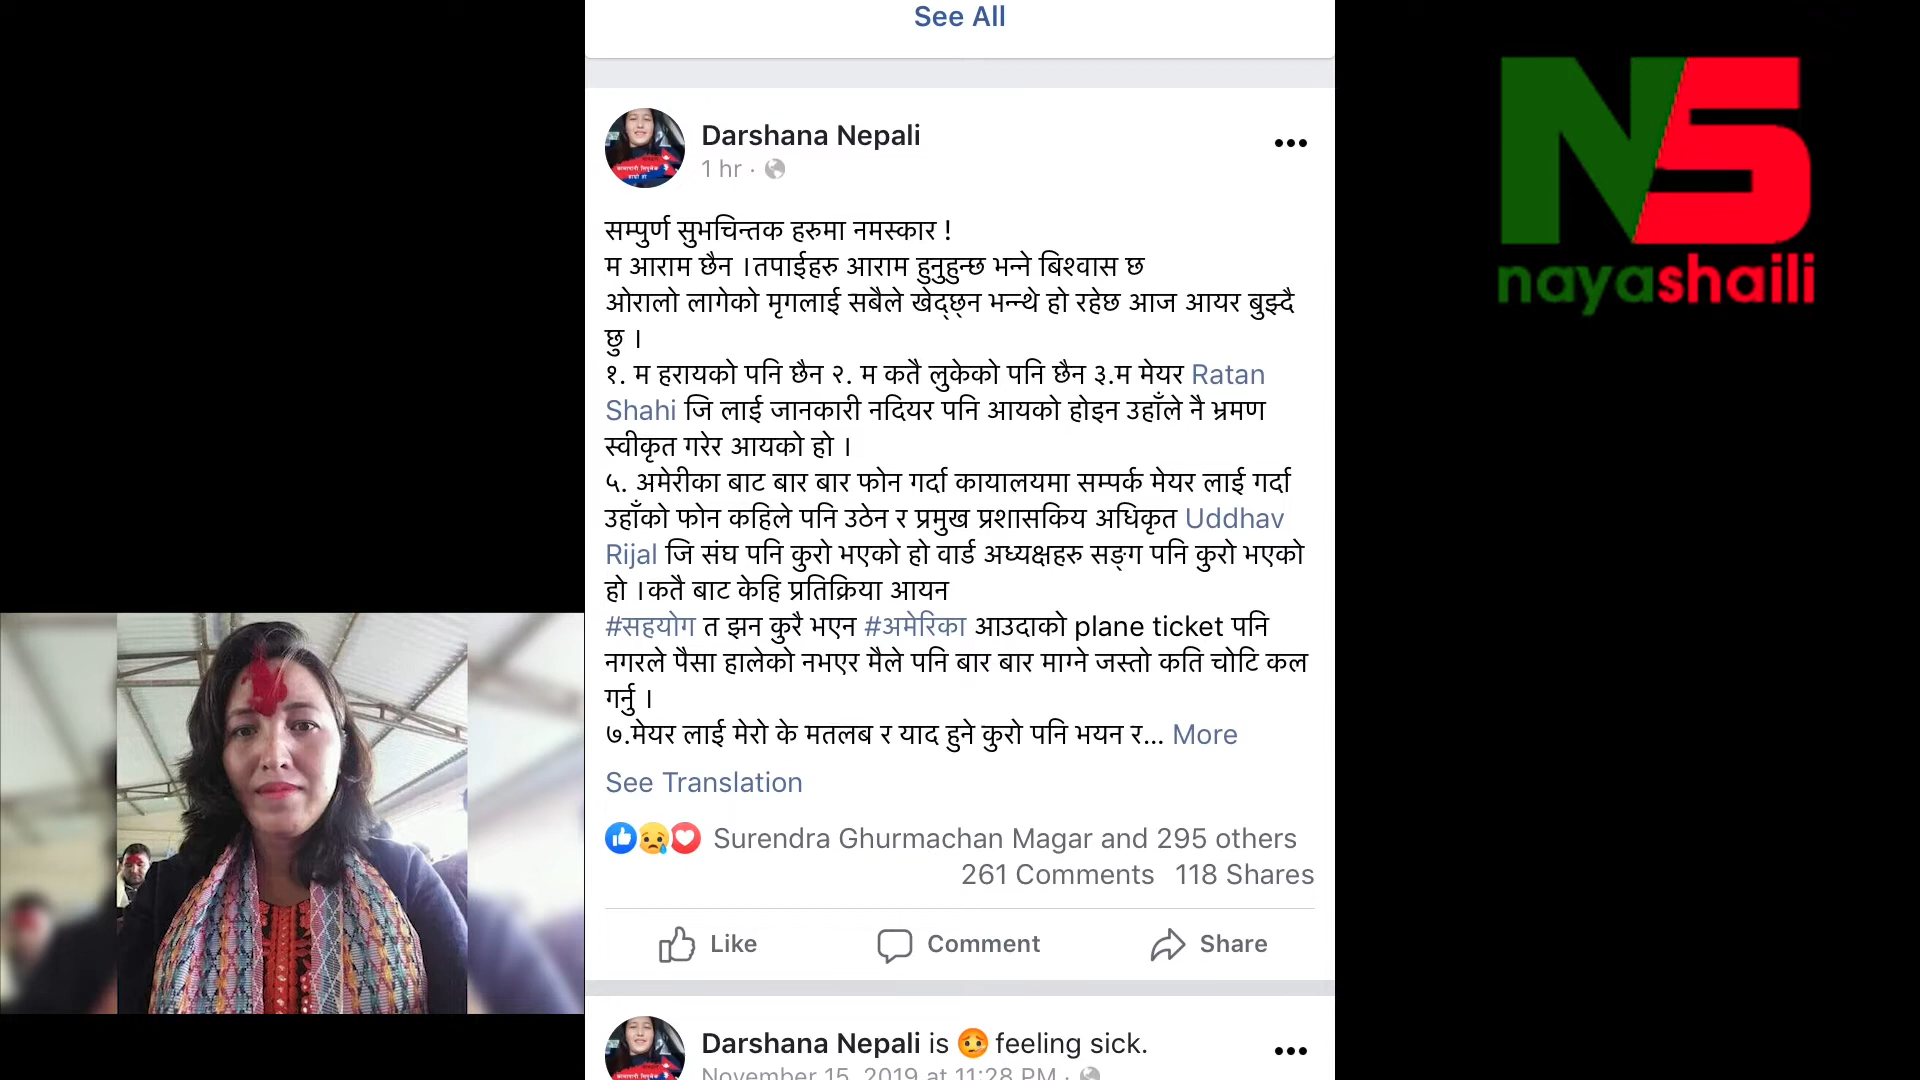 See All
Darshana Nepali
1 hr ·
सम्पुर्ण सुभचिन्तक हरुमा नमस्कार !
म आराम छैन ।तपाईहरु आराम हुनुहुन्छ भन्ने बिश्वास छ
ओरालो लागेको मृगलाई सबैले खेद्छ्न भन्न्थे हो रहेछ आज आयर बुझ्दै
छु ।
१. म हरायको पनि छैन २. म कतै लुकेको पनि छैन ३.म मेयर Ratan
Shahi जि लाई जानकारी नदियर पनि आयको होइन उहाँले नै भ्रमण
स्वीकृत गरेर आयको हो ।
५. अमेरीका बाट बार बार फोन गर्दा कायालयमा सम्पर्क मेयर लाई गर्दा
उहाँको फोन कहिले पनि उठेन र प्रमुख प्रशासकिय अधिकृत Uddhav
Rijal जि संघ पनि कुरो भएको हो वार्ड अध्यक्षहरु सङ्ग पनि कुरो भएको
हो ।कतै बाट केहि प्रतिक्रिया आयन
#सहयोग त झन कुरै भएन #अमेरिका आउदाको plane ticket पनि
नगरले पैसा हालेको नभएर मैले पनि बार बार माग्ने जस्तो कति चोटि कल
गर्नु ।
७.मेयर लाई मेरो के मतलब र याद हुने कुरो पनि भयन र... More
See Translation
Surendra Ghurmachan Magar and 295 others
261 Comments 118 Shares
Like Comment Share
Darshana Nepali is feeling sick.
November 15, 2019 at 11:28 PM ·
NS
nayashaili